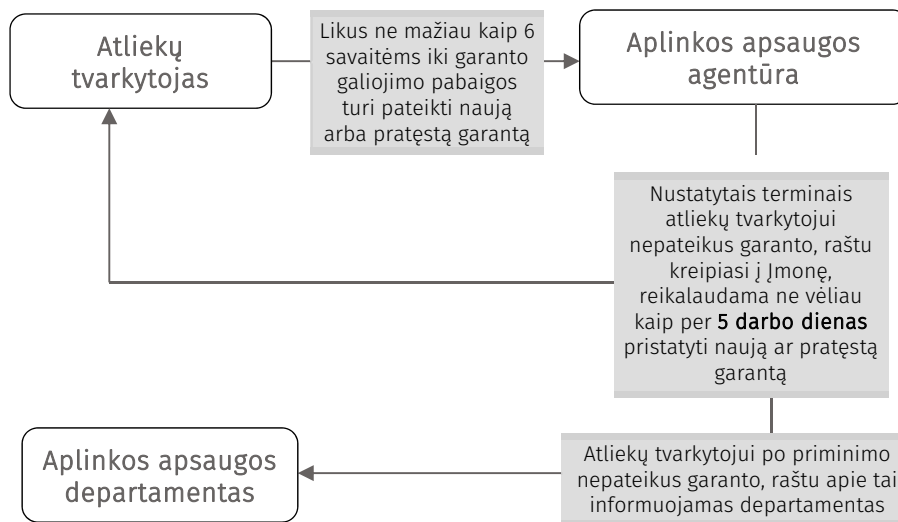 Atliekų
tvarkytojas
Likus ne mažiau kaip 6
savaitėms iki garanto
galiojimo pabaigos
turi pateikti naują
arba pratęstą garantą
Aplinkos apsaugos
agentūra
Nustatytais terminais
atliekų tvarkytojui
nepateikus garanto, raštu
kreipiasi į Įmonę,
reikalaudama ne vėliau
kaip per 5 darbo dienas
pristatyti naują ar pratęstą
garantą
Aplinkos apsaugos
departamentas
Atliekų tvarkytojui po priminimo
nepateikus garanto, raštu apie tai
informuojamas departamentas